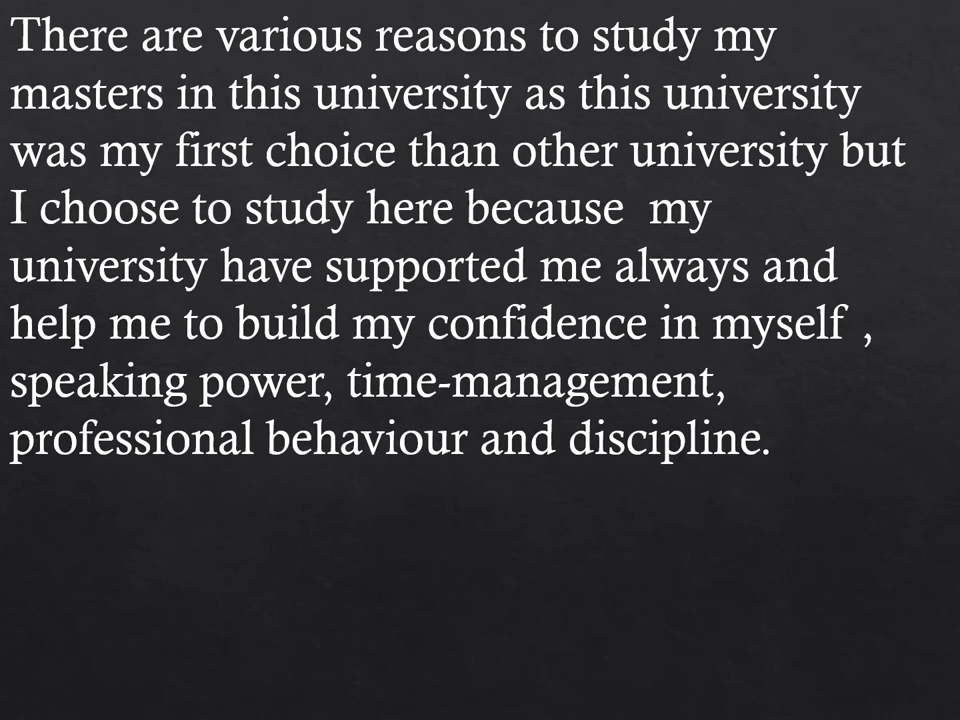 There are various reasons to study my
masters in this university as this university
was my first choice than other university but
I choose to study here because  my
university have supported me always and
help me to build my confidence in myself ,
speaking power, time-management,
professional behaviour and discipline.